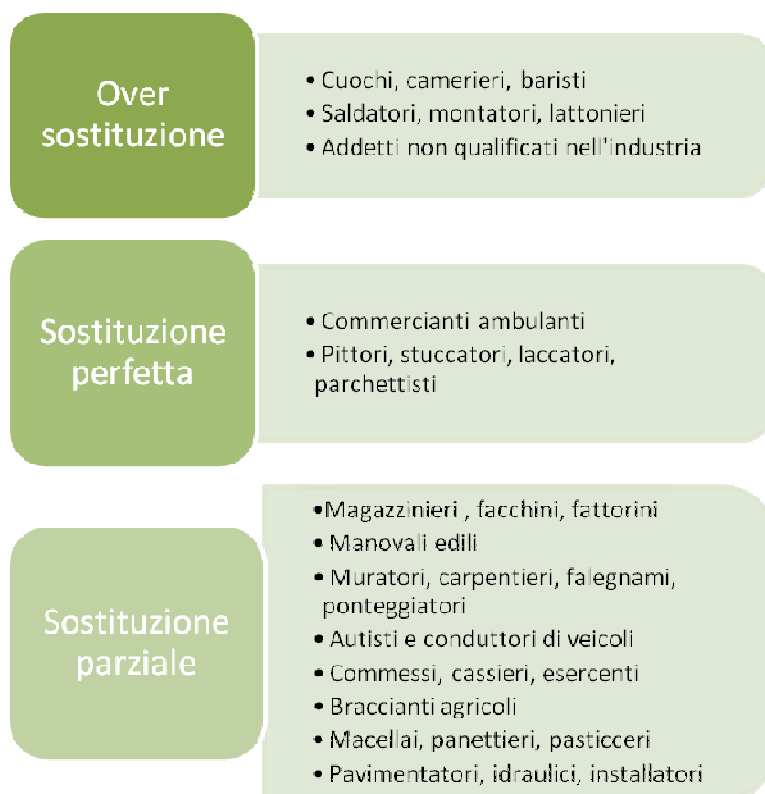 Over
sostituzione
• Cuochi, camerieri, baristi
• Saldatori, montatori, lattonieri
• Addetti non qualificati nell'industria
Sostituzione
perfetta
• Commercianti ambulanti
• Pittori, stuccatori, laccatori,
parchettisti
Sostituzione
parziale
•Magazzinieri , facchini, fattorini
• Manovali edili
• Muratori, carpentieri, falegnami,
ponteggiatori
• Autisti e conduttori di veicoli
• Commessi, cassieri, esercenti
• Braccianti agricoli
• Macellai, panettieri, pasticceri
• Pavimentatori, idraulici, installatori